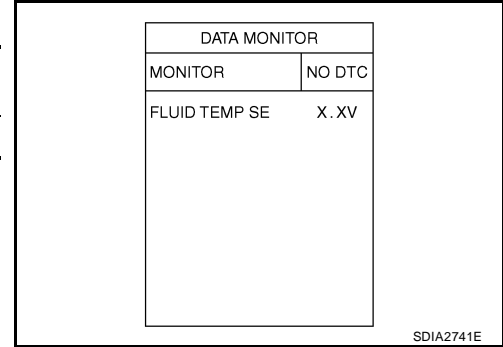 DATA MONITOR
MONITOR NO DTC
FLUID TEMP SE X.XV
SDIA2741E